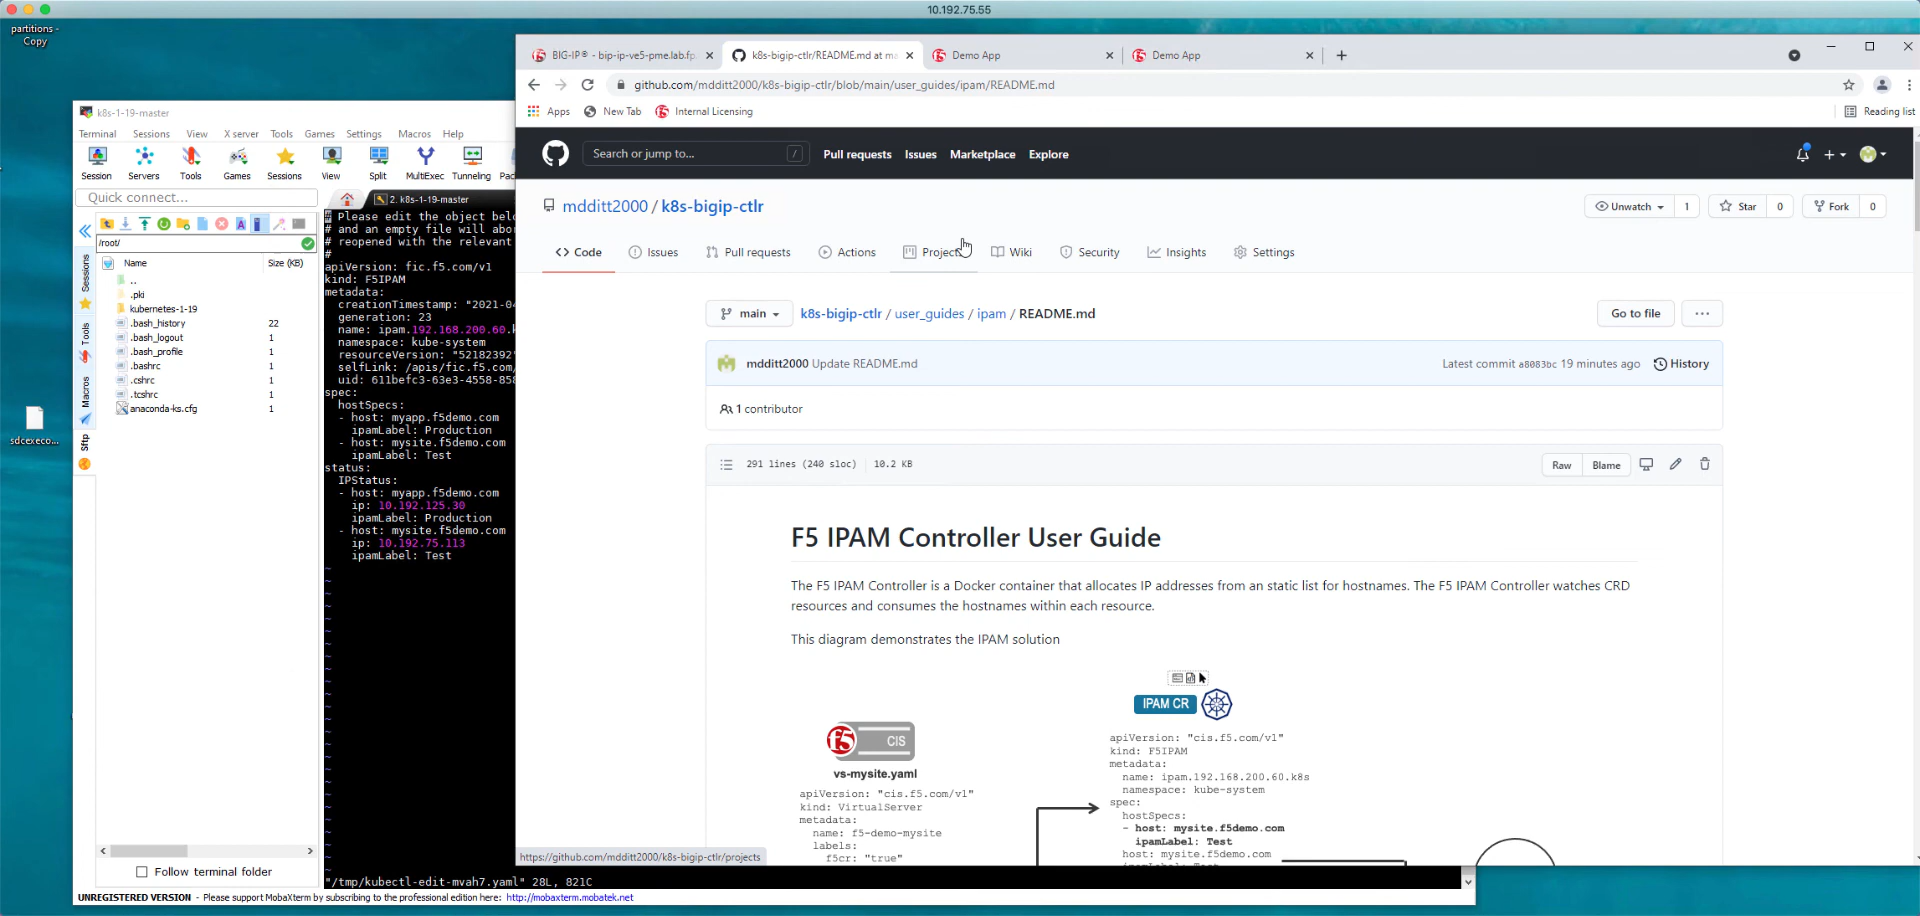 10.192.75.55
partitions -
Copy
sdcexeco...
k8s-1-19-master
Terminal Sessions View X server Tools Games Settings Macros Help
Session Servers Tools Games Sessions View Split MultiExec Tunneling
Quick connect...
2. k8s-1-19-master
/root/
Name Size (KB)
..
.pki
kubernetes-1-19
.bash_history 22
.bash_logout 1
.bash_profile 1
.bashrc 1
.cshrc 1
.tcshrc 1
anaconda-ks.cfg 1
Sessions
Tools
Macros
Sftp
Follow terminal folder
UNREGISTERED VERSION - Please support MobaXterm by subscribing to the professional edition here: http://mobaxterm.mobatek.net
# Please edit the object belo
# and an empty file will abor
# reopened with the relevant
#
apiVersion: fic.f5.com/v1
kind: F5IPAM
metadata:
creationTimestamp: "2021-04
generation: 23
name: ipam.192.168.200.60.k
namespace: kube-system
resourceVersion: "52182392"
selfLink: /apis/fic.f5.com/
uid: 611befc3-63e3-4558-858
spec:
hostSpecs:
- host: myapp.f5demo.com
ipamLabel: Production
- host: mysite.f5demo.com
ipamLabel: Test
status:
IPStatus:
- host: myapp.f5demo.com
ip: 10.192.125.30
ipamLabel: Production
- host: mysite.f5demo.com
ip: 10.192.75.113
ipamLabel: Test
"/tmp/kubectl-edit-mvah7.yaml" 28L, 821C
BIG-IP® - bip-ip-ve5-pme.lab.fp
k8s-bigip-ctlr/README.md at ma
Demo App
Demo App
github.com/mdditt2000/k8s-bigip-ctlr/blob/main/user_guides/ipam/README.md
Apps New Tab Internal Licensing Reading list
Search or jump to... /
Pull requests Issues Marketplace Explore
mdditt2000 / k8s-bigip-ctlr
Unwatch 1 Star 0 Fork 0
Code Issues Pull requests Actions Projec Wiki Security Insights Settings
main k8s-bigip-ctlr / user_guides / ipam / README.md Go to file ...
mdditt2000 Update README.md Latest commit a8083bc 19 minutes ago History
1 contributor
291 lines (240 sloc) 10.2 KB Raw Blame
F5 IPAM Controller User Guide
The F5 IPAM Controller is a Docker container that allocates IP addresses from an static list for hostnames. The F5 IPAM Controller watches CRD
resources and consumes the hostnames within each resource.
This diagram demonstrates the IPAM solution
f5 CIS
vs-mysite.yaml
apiVersion: "cis.f5.com/v1"
kind: VirtualServer
metadata:
name: f5-demo-mysite
labels:
f5cr: "true"
IPAM CR
apiVersion: "cis.f5.com/v1"
kind: F5IPAM
metadata:
name: ipam.192.168.200.60.k8s
namespace: kube-system
spec:
hostSpecs:
- host: mysite.f5demo.com
ipamLabel: Test
host: mysite.f5demo.com
https://github.com/mdditt2000/k8s-bigip-ctlr/projects